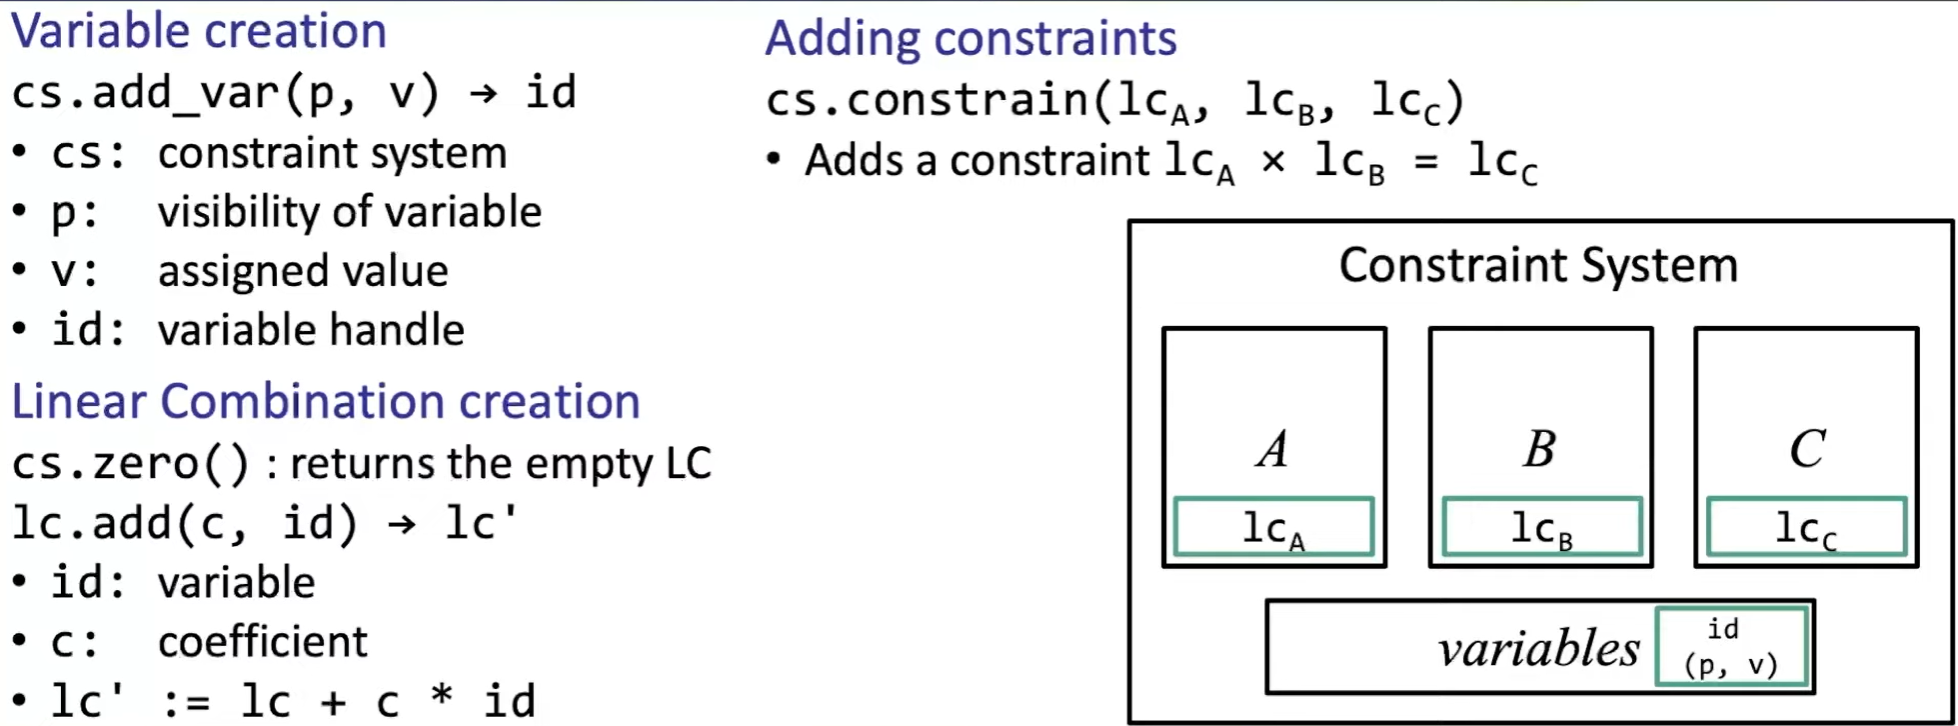 Variable creation
cs.add_var(p, v) → id
• cs: constraint system
• p: visibility of variable
• v: assigned value
• id: variable handle
Linear Combination creation
cs.zero() : returns the empty LC
lc.add(c, id) → lc'
• id: variable
• c: coefficient
• lc' := lc + c * id
Adding constraints
cs.constrain(lc_A, lc_B, lc_C)
• Adds a constraint lc_A × lc_B = lc_C
Constraint System
A B C
lc_A lc_B lc_C
variables
id
(p, v)